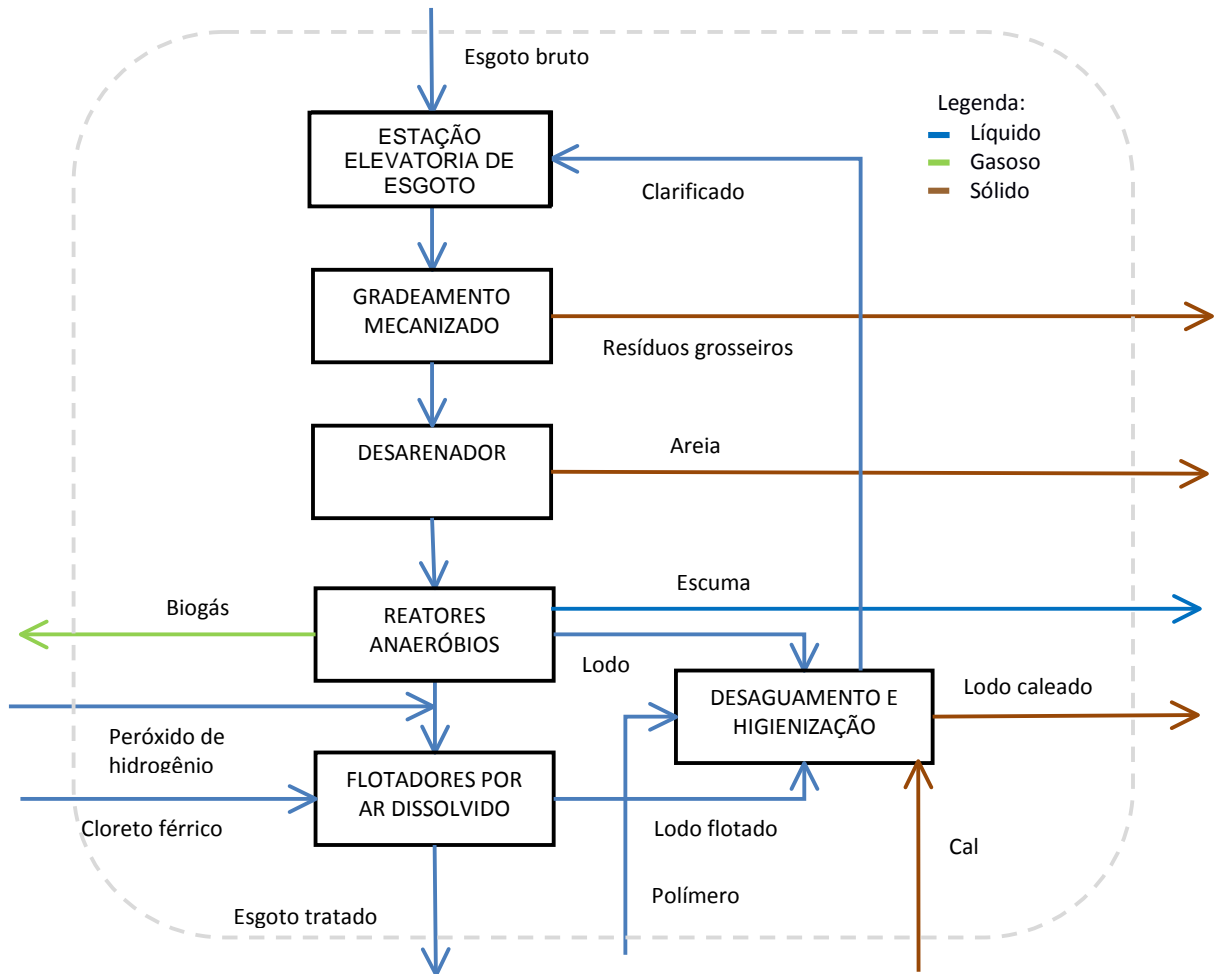 Esgoto bruto
Legenda:
Líquido
Gasoso
Sólido
ESTAÇÃO
ELEVATORIA DE
ESGOTO
Clarificado
GRADEAMENTO
MECANIZADO
Resíduos grosseiros
DESARENADOR
Areia
Biogás
REATORES
ANAERÓBIOS
Escuma
Lodo
DESAGUAMENTO E
HIGIENIZAÇÃO
Lodo caleado
Peróxido de
hidrogênio
FLOTADORES POR
AR DISSOLVIDO
Cloreto férrico
Lodo flotado
Cal
Polímero
Esgoto tratado